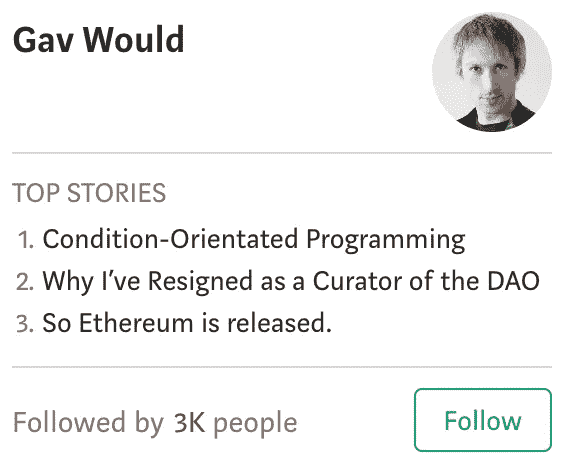 Gav Would
TOP STORIES
1. Condition-Orientated Programming
2. Why I’ve Resigned as a Curator of the DAO
3. So Ethereum is released.
Followed by 3K people
Follow